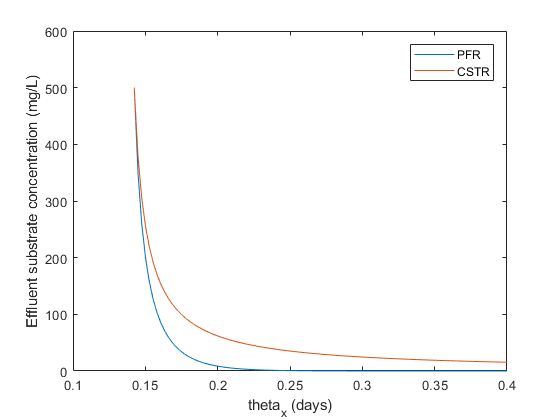 600
500
400
300
200
100
0
0.1 0.15 0.2 0.25 0.3 0.35 0.4
Effluent substrate concentration (mg/L)
theta_x (days)
PFR
CSTR